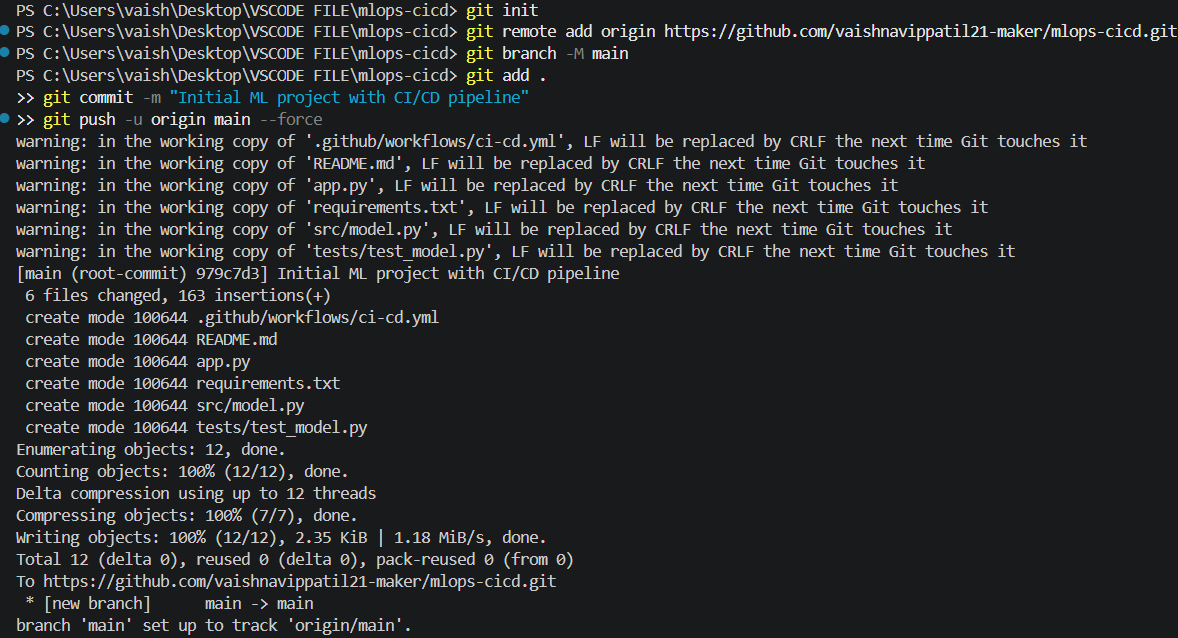 PS C:\Users\vaish\Desktop\VSCODE FILE\mlops-cicd> git init
PS C:\Users\vaish\Desktop\VSCODE FILE\mlops-cicd> git remote add origin https://github.com/vaishnavippatil21-maker/mlops-cicd.git
PS C:\Users\vaish\Desktop\VSCODE FILE\mlops-cicd> git branch -M main
PS C:\Users\vaish\Desktop\VSCODE FILE\mlops-cicd> git add .
>> git commit -m "Initial ML project with CI/CD pipeline"
>> git push -u origin main --force
warning: in the working copy of '.github/workflows/ci-cd.yml', LF will be replaced by CRLF the next time Git touches it
warning: in the working copy of 'README.md', LF will be replaced by CRLF the next time Git touches it
warning: in the working copy of 'app.py', LF will be replaced by CRLF the next time Git touches it
warning: in the working copy of 'requirements.txt', LF will be replaced by CRLF the next time Git touches it
warning: in the working copy of 'src/model.py', LF will be replaced by CRLF the next time Git touches it
warning: in the working copy of 'tests/test_model.py', LF will be replaced by CRLF the next time Git touches it
[main (root-commit) 979c7d3] Initial ML project with CI/CD pipeline
 6 files changed, 163 insertions(+)
 create mode 100644 .github/workflows/ci-cd.yml
 create mode 100644 README.md
 create mode 100644 app.py
 create mode 100644 requirements.txt
 create mode 100644 src/model.py
 create mode 100644 tests/test_model.py
Enumerating objects: 12, done.
Counting objects: 100% (12/12), done.
Delta compression using up to 12 threads
Compressing objects: 100% (7/7), done.
Writing objects: 100% (12/12), 2.35 KiB | 1.18 MiB/s, done.
Total 12 (delta 0), reused 0 (delta 0), pack-reused 0 (from 0)
To https://github.com/vaishnavippatil21-maker/mlops-cicd.git
 * [new branch]      main -> main
branch 'main' set up to track 'origin/main'.